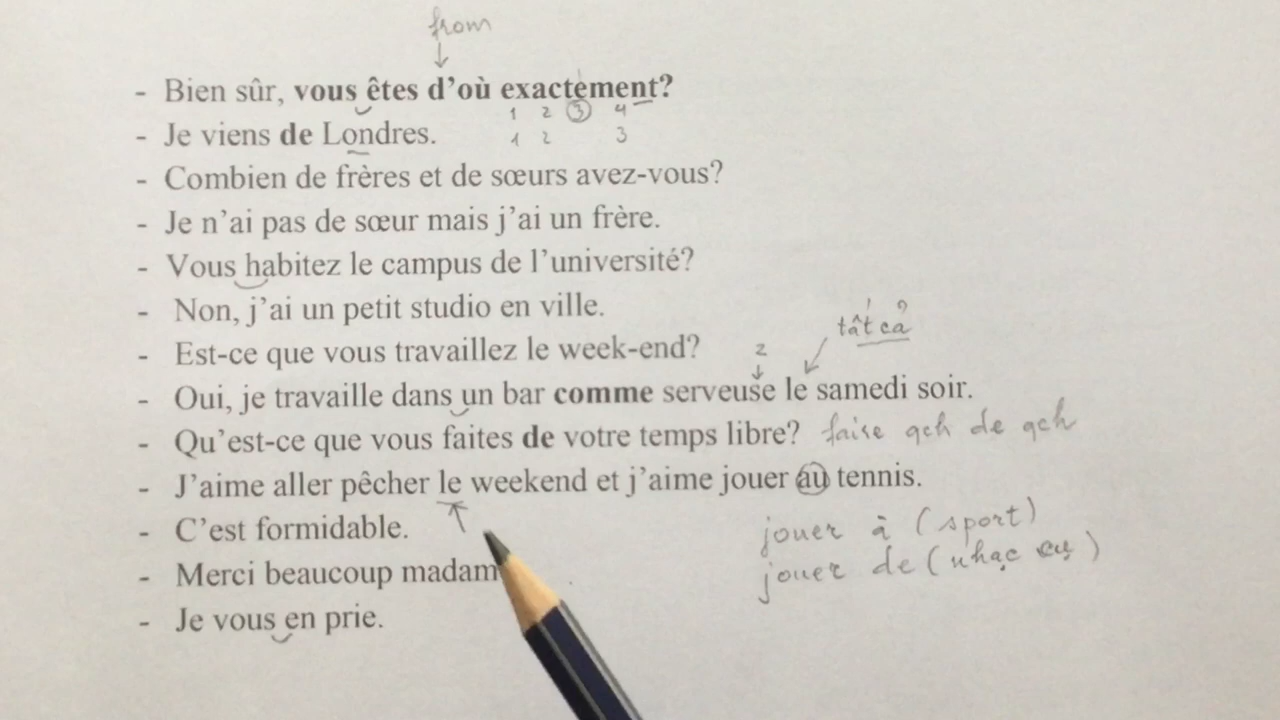 from
- Bien sûr, vous êtes d'où exactement?
1 2 3 4
- Je viens de Londres.
1 2 3
- Combien de frères et de sœurs avez-vous?
- Je n'ai pas de sœur mais j'ai un frère.
- Vous habitez le campus de l'université?
- Non, j'ai un petit studio en ville.
tất cả
- Est-ce que vous travaillez le week-end?
2
- Oui, je travaille dans un bar comme serveuse le samedi soir.
- Qu'est-ce que vous faites de votre temps libre? faire qch de qch
- J'aime aller pêcher le weekend et j'aime jouer au tennis.
- C'est formidable.
jouer à (sport)
- Merci beaucoup madam
jouer de (nhạc cụ)
- Je vous en prie.